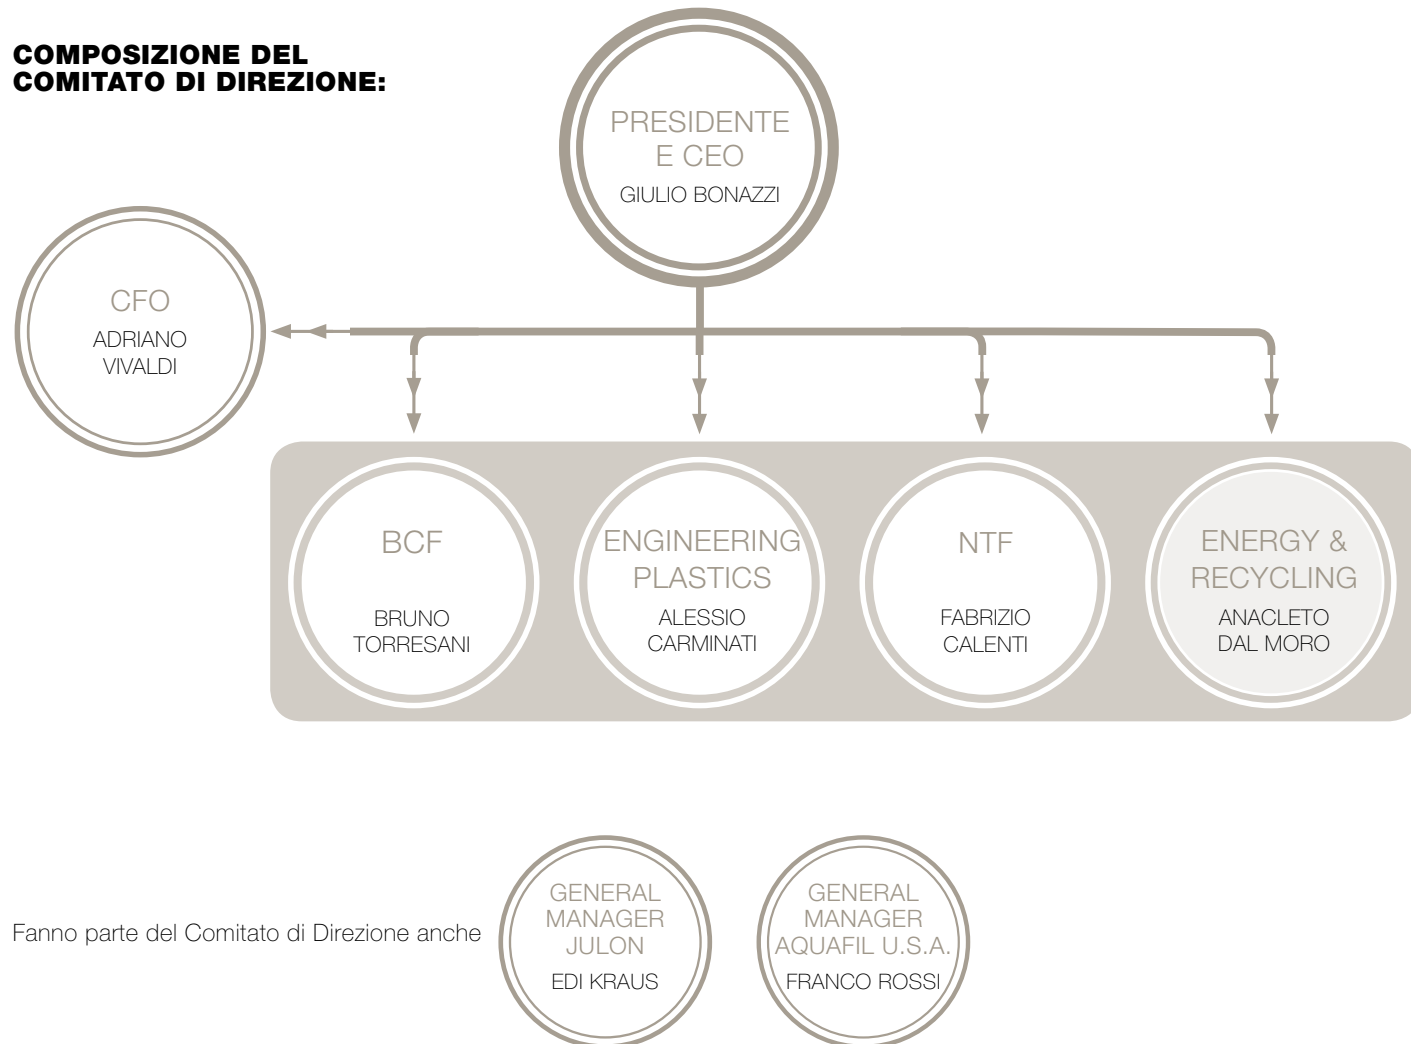 COMPOSIZIONE DEL
COMITATO DI DIREZIONE:
PRESIDENTE
E CEO
GIULIO BONAZZI
CFO
ADRIANO
VIVALDI
BCF
BRUNO
TORRESANI
ENGINEERING
PLASTICS
ALESSIO
CARMINATI
NTF
FABRIZIO
CALENTI
ENERGY &
RECYCLING
ANACLETO
DAL MORO
Fanno parte del Comitato di Direzione anche
GENERAL
MANAGER
JULON
EDI KRAUS
GENERAL
MANAGER
AQUAFIL U.S.A.
FRANCO ROSSI